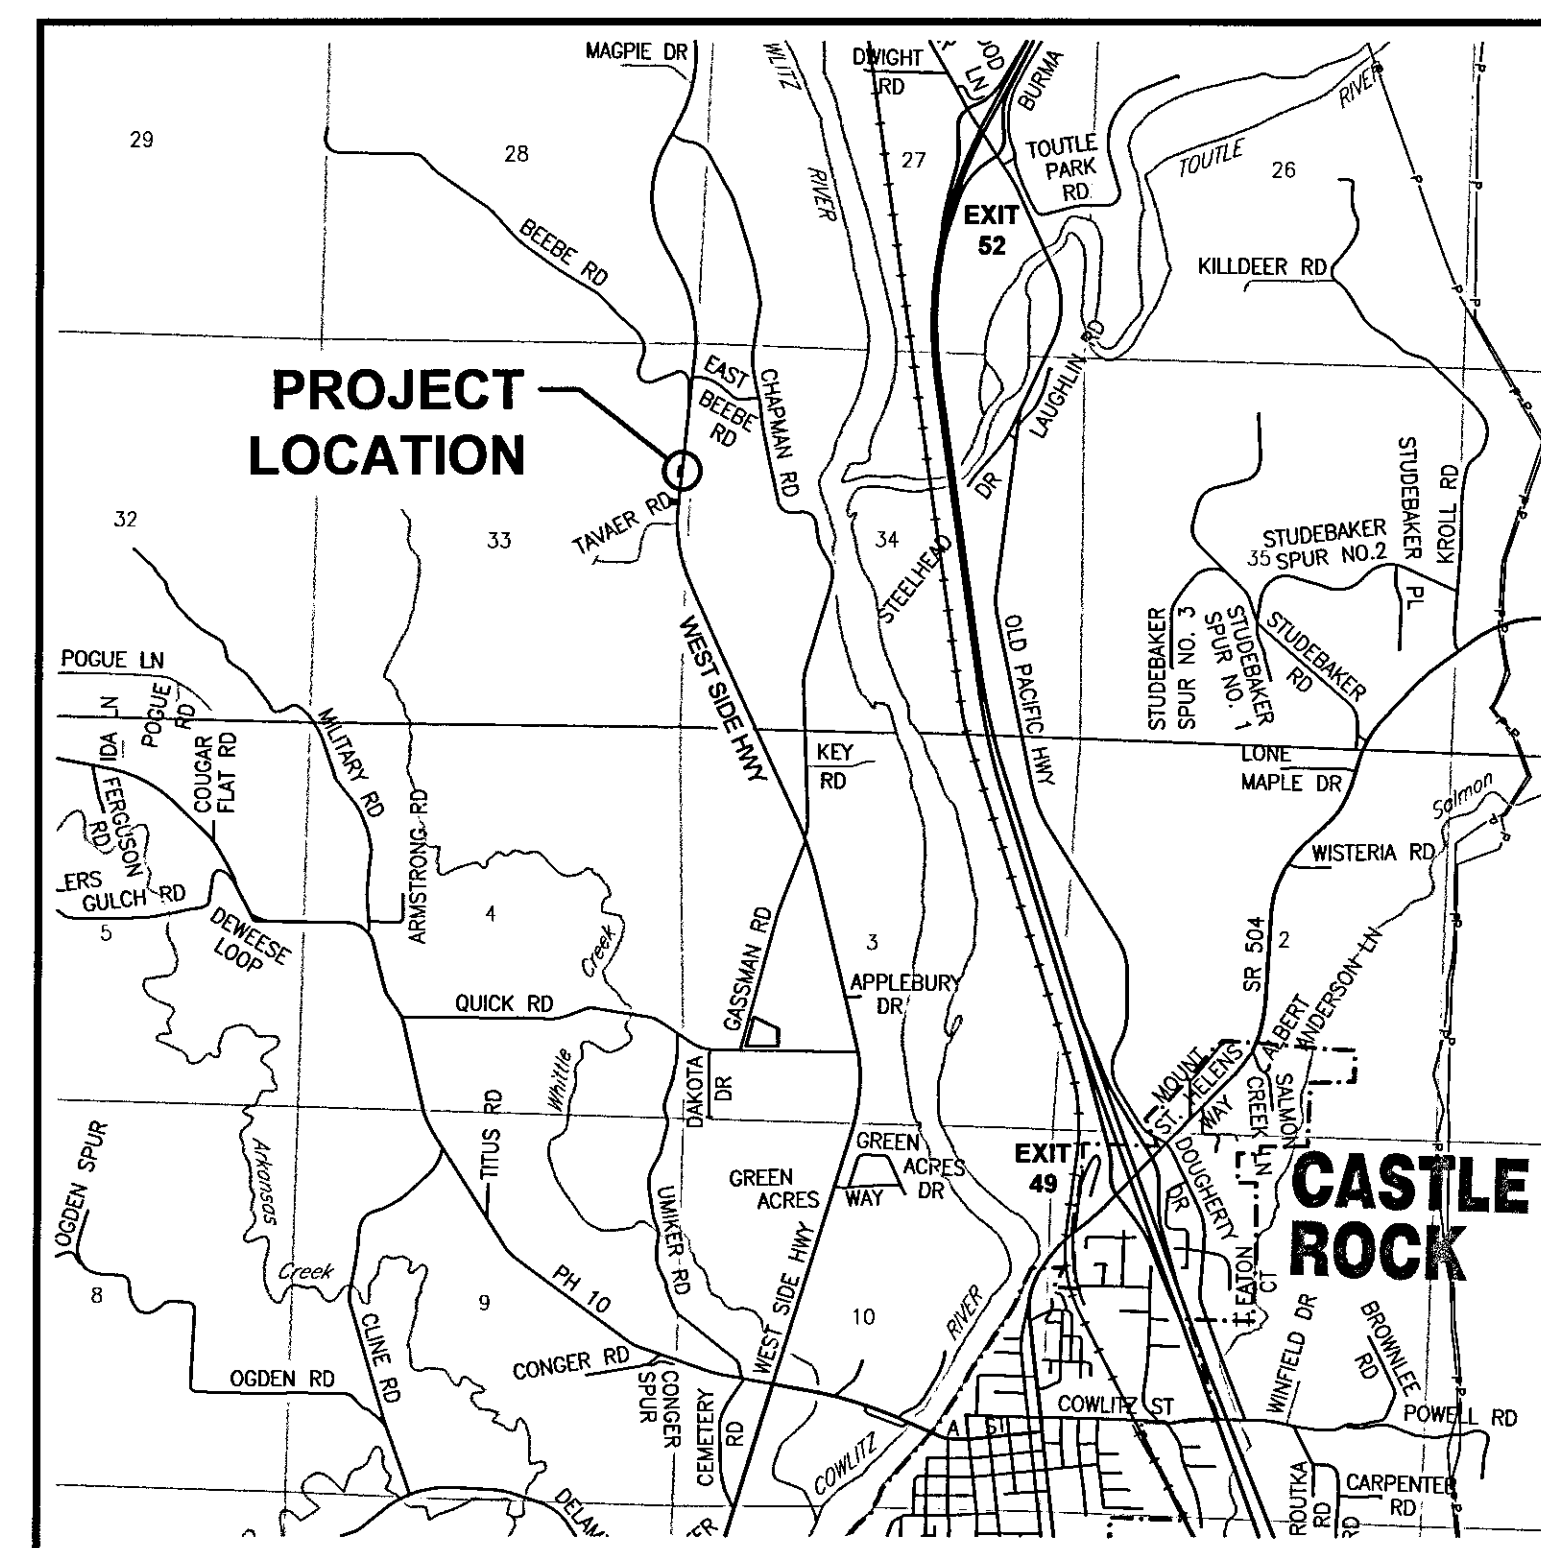 MAGPIE DR
WLITZ
RIVER
DWIGHT
RD
LN
BURMA
TOUTLE
PARK
RD
TOUTLE
RIVER
29
28
27
26
EXIT
52
BEEBE RD
KILLDEER RD
PROJECT
LOCATION
EAST
BEEBE
RD
CHAPMAN RD
LAUGHLIN RD
DR
STEELHEAD
TAVAER RD
32
33
34
35
STUDEBAKER
SPUR NO.2
STUDEBAKER
PL
KROLL RD
STUDEBAKER
SPUR NO. 3
STUDEBAKER
SPUR NO. 1
STUDEBAKER
RD
OLD PACIFIC HWY
WEST SIDE HWY
POGUE LN
IDA LN
POGUE
RD
COUGAR
FLAT RD
FERGUSON
RD
MILITARY RD
ARMSTRONG RD
KEY
RD
LONE
MAPLE DR
Salmon
WISTERIA RD
ERS
GULCH RD
DEWEESE
LOOP
5
4
3
2
Creek
GASSMAN RD
APPLEBURY
DR
SR 504
ANDERSON LN
ALBERT
QUICK RD
Whittle
DAKOTA
DR
MOUNT
ST. HELENS
WAY
SALMON
CREEK LN
TITUS RD
OGDEN SPUR
Arkansas
Creek
UMIKER RD
GREEN
ACRES
DR
GREEN
ACRES
WAY
EXIT
49
DOUGHERTY
DR
CASTLE
ROCK
EATON
CT
8
9
10
PH 10
WEST SIDE HWY
RIVER
COWLITZ
CLINE RD
OGDEN RD
CONGER RD
CONGER
SPUR
CEMETERY
RD
COWLITZ ST
A ST
WINFIELD DR
BROWNLEE
RD
POWELL RD
CARPENTER
RD
ROUTKA
RD
RD
DELAM
ER